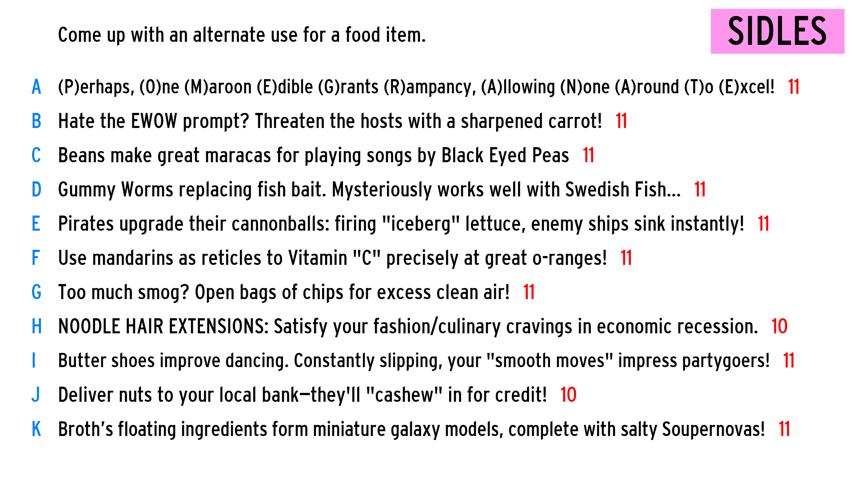 Come up with an alternate use for a food item.
SIDLES
A (P)erhaps, (O)ne (M)aroon (E)dible (G)rants (R)ampancy, (A)llowing (N)one (A)round (T)o (E)xcel! 11
B Hate the EWOW prompt? Threaten the hosts with a sharpened carrot! 11
C Beans make great maracas for playing songs by Black Eyed Peas 11
D Gummy Worms replacing fish bait. Mysteriously works well with Swedish Fish... 11
E Pirates upgrade their cannonballs: firing "iceberg" lettuce, enemy ships sink instantly! 11
F Use mandarins as reticles to Vitamin "C" precisely at great o-ranges! 11
G Too much smog? Open bags of chips for excess clean air! 11
H NOODLE HAIR EXTENSIONS: Satisfy your fashion/culinary cravings in economic recession. 10
I Butter shoes improve dancing. Constantly slipping, your "smooth moves" impress partygoers! 11
J Deliver nuts to your local bank—they'll "cashew" in for credit! 10
K Broth’s floating ingredients form miniature galaxy models, complete with salty Soupernovas! 11